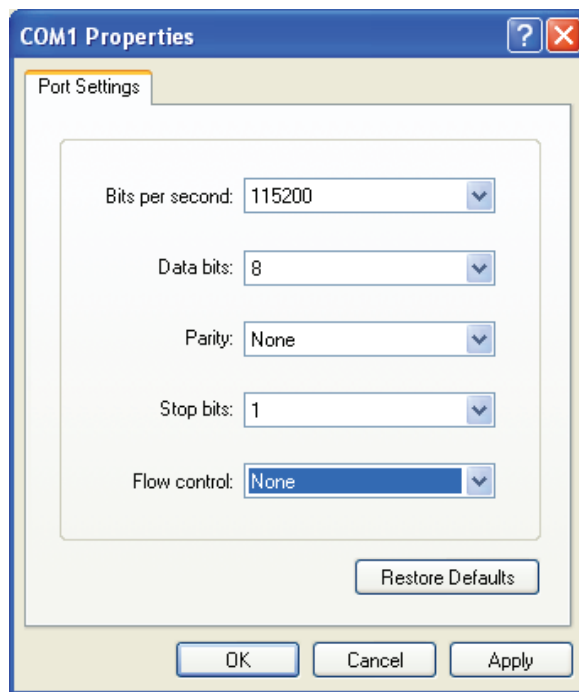 COM1 Properties
Port Settings
Bits per second: 115200
Data bits: 8
Parity: None
Stop bits: 1
Flow control: None
Restore Defaults
OK Cancel Apply